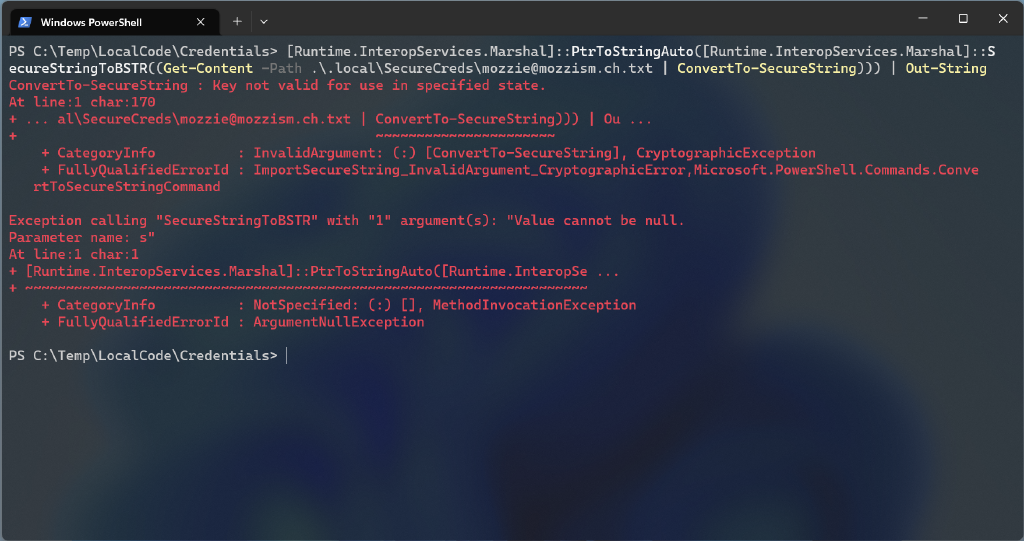 Windows PowerShell
PS C:\Temp\LocalCode\Credentials> [Runtime.InteropServices.Marshal]::PtrToStringAuto([Runtime.InteropServices.Marshal]::S
ecureStringToBSTR((Get-Content -Path .\.local\SecureCreds\mozzie@mozzism.ch.txt | ConvertTo-SecureString))) | Out-String
ConvertTo-SecureString : Key not valid for use in specified state.
At line:1 char:170
+ ... al\SecureCreds\mozzie@mozzism.ch.txt | ConvertTo-SecureString))) | Ou ...
+                                            ~~~~~~~~~~~~~~~~~~~~~~
    + CategoryInfo          : InvalidArgument: (:) [ConvertTo-SecureString], CryptographicException
    + FullyQualifiedErrorId : ImportSecureString_InvalidArgument_CryptographicError,Microsoft.PowerShell.Commands.Conve
   rtToSecureStringCommand
Exception calling "SecureStringToBSTR" with "1" argument(s): "Value cannot be null.
Parameter name: s"
At line:1 char:1
+ [Runtime.InteropServices.Marshal]::PtrToStringAuto([Runtime.InteropSe ...
+ ~~~~~~~~~~~~~~~~~~~~~~~~~~~~~~~~~~~~~~~~~~~~~~~~~~~~~~~~~~~~~~~~~~~~~
    + CategoryInfo          : NotSpecified: (:) [], MethodInvocationException
    + FullyQualifiedErrorId : ArgumentNullException
PS C:\Temp\LocalCode\Credentials>